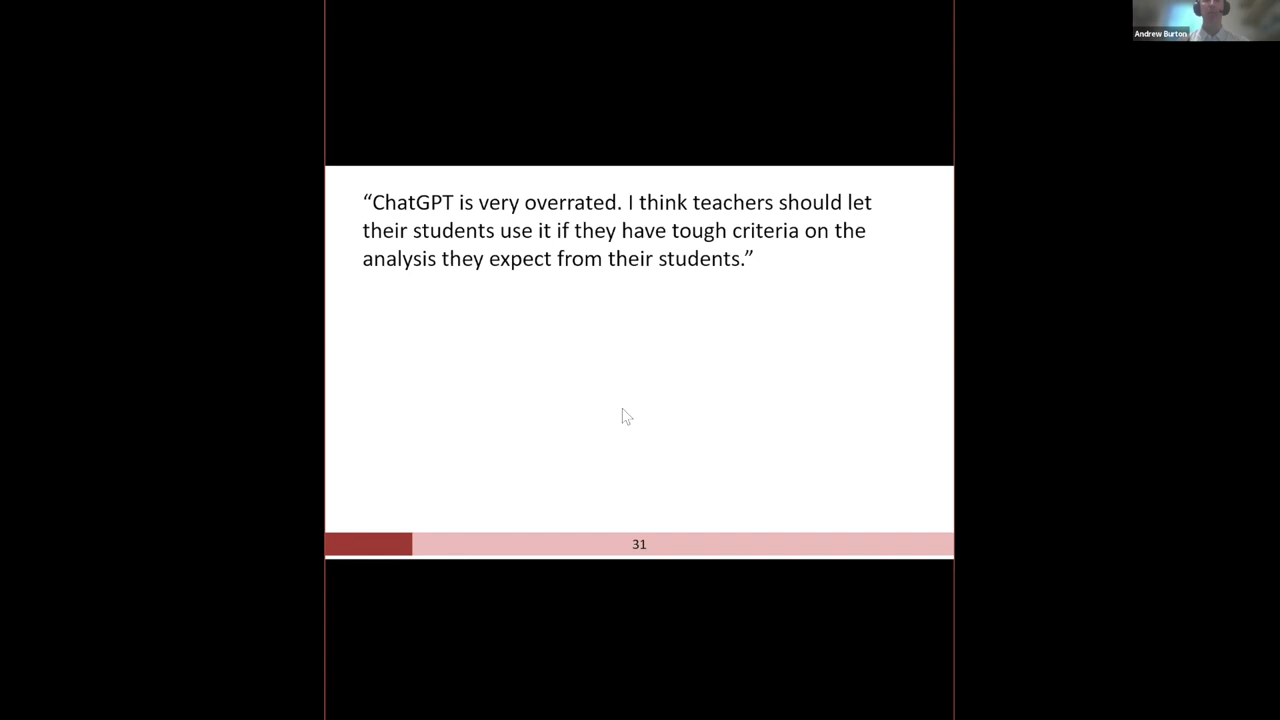 Andrew Burton
“ChatGPT is very overrated. I think teachers should let
their students use it if they have tough criteria on the
analysis they expect from their students.”
31